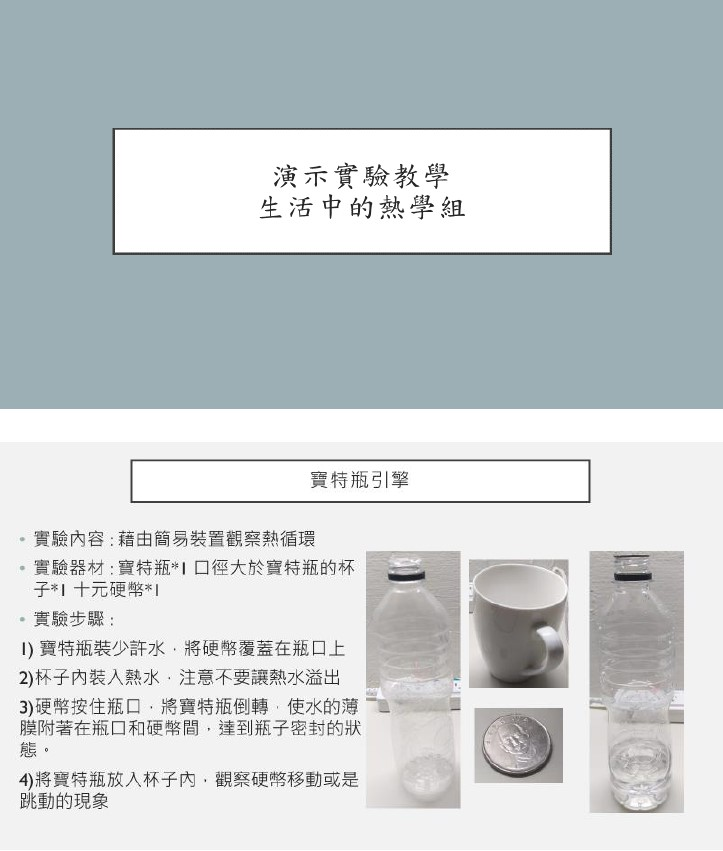 演示實驗教學
生活中的熱學組
寶特瓶引擎
• 實驗內容 : 藉由簡易裝置觀察熱循環
• 實驗器材 : 寶特瓶*1 口徑大於寶特瓶的杯
子*1 十元硬幣*1
• 實驗步驟 :
1) 寶特瓶裝少許水，將硬幣覆蓋在瓶口上
2)杯子內裝入熱水，注意不要讓熱水溢出
3)硬幣按住瓶口，將寶特瓶倒轉，使水的薄
膜附著在瓶口和硬幣間，達到瓶子密封的狀
態。
4)將寶特瓶放入杯子內，觀察硬幣移動或是
跳動的現象